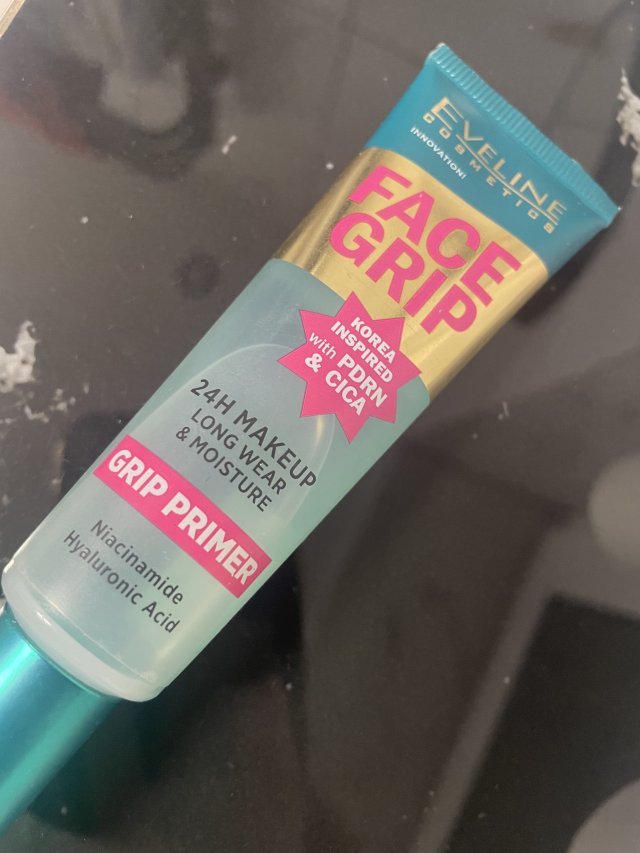 EVELINE
COSMETICS
INNOVATION!
FACE
GRIP
KOREA
INSPIRED
with PDRN
& CICA
24H MAKEUP
LONG WEAR
& MOISTURE
GRIP PRIMER
Niacinamide
Hyaluronic Acid